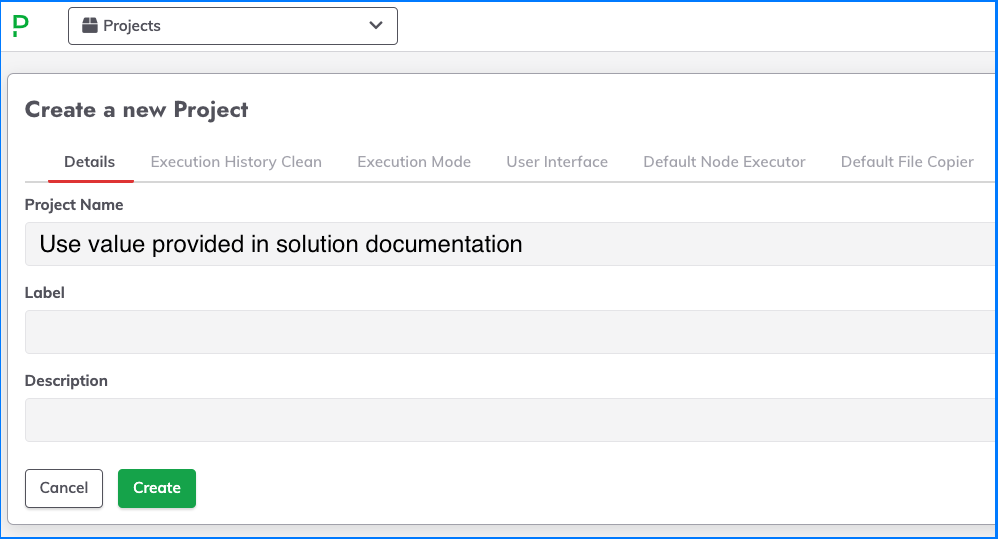 P
Projects
Create a new Project
Details Execution History Clean Execution Mode User Interface Default Node Executor Default File Copier
Project Name
Use value provided in solution documentation
Label
Description
Cancel Create